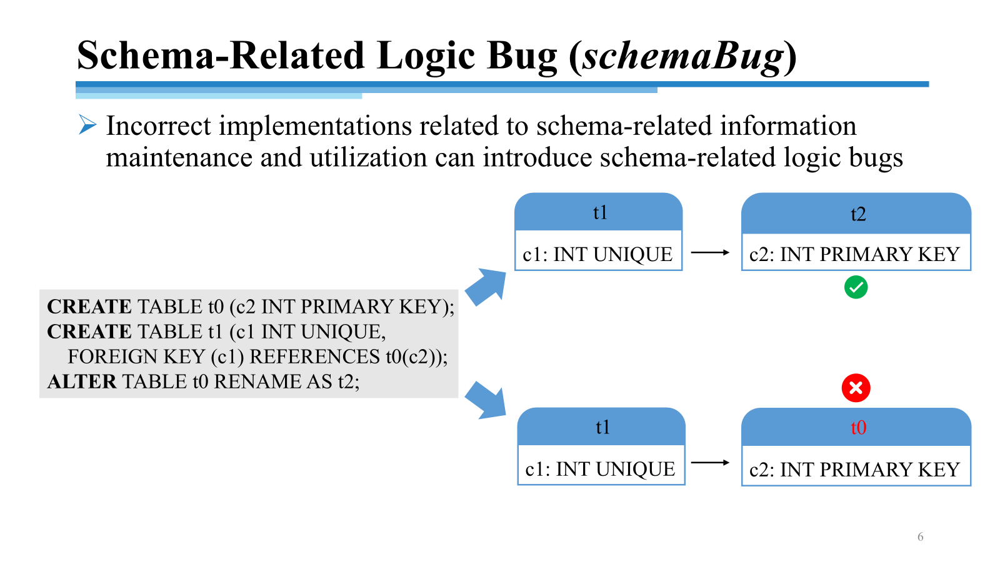 Schema-Related Logic Bug (schemaBug)
Incorrect implementations related to schema-related information
maintenance and utilization can introduce schema-related logic bugs
t1
c1: INT UNIQUE
t2
c2: INT PRIMARY KEY
CREATE TABLE t0 (c2 INT PRIMARY KEY);
CREATE TABLE t1 (c1 INT UNIQUE,
FOREIGN KEY (c1) REFERENCES t0(c2));
ALTER TABLE t0 RENAME AS t2;
t1
c1: INT UNIQUE
t0
c2: INT PRIMARY KEY
6